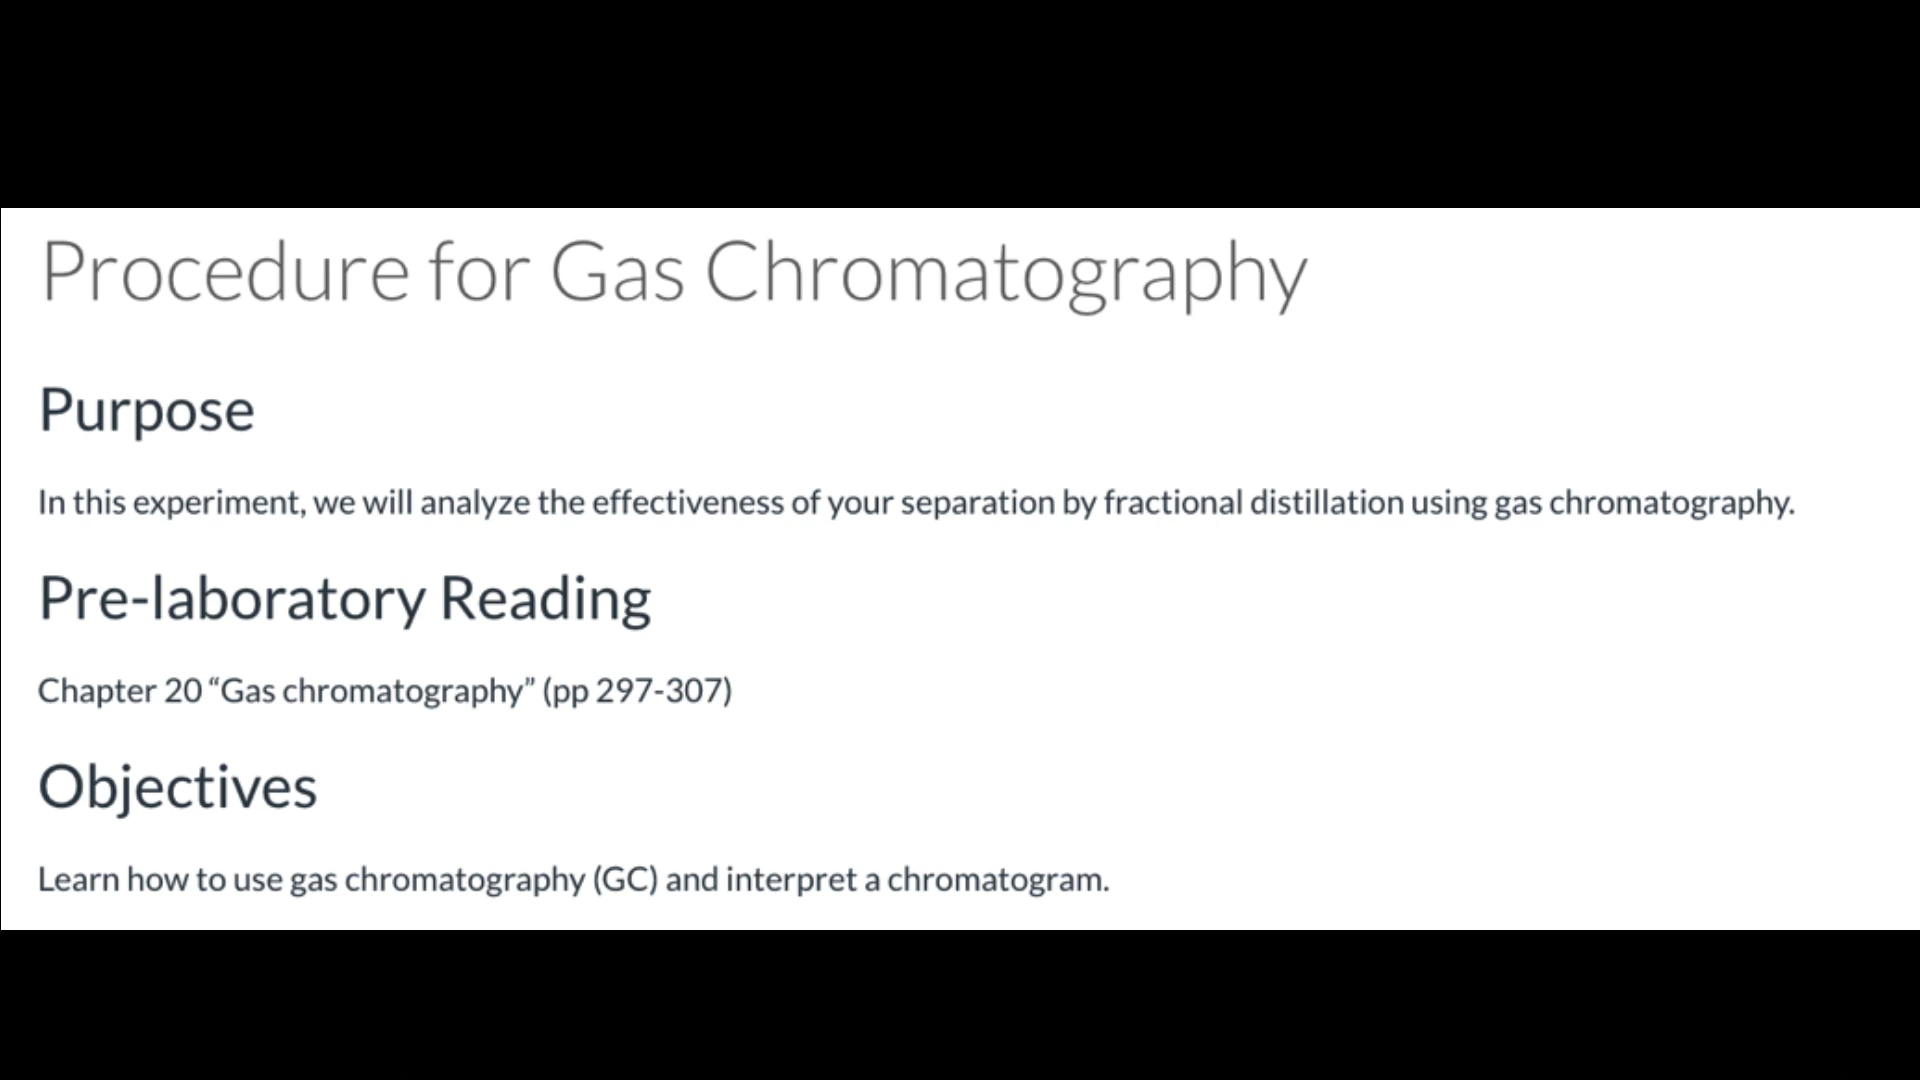 Procedure for Gas Chromatography
Purpose
In this experiment, we will analyze the effectiveness of your separation by fractional distillation using gas chromatography.
Pre-laboratory Reading
Chapter 20 “Gas chromatography” (pp 297-307)
Objectives
Learn how to use gas chromatography (GC) and interpret a chromatogram.